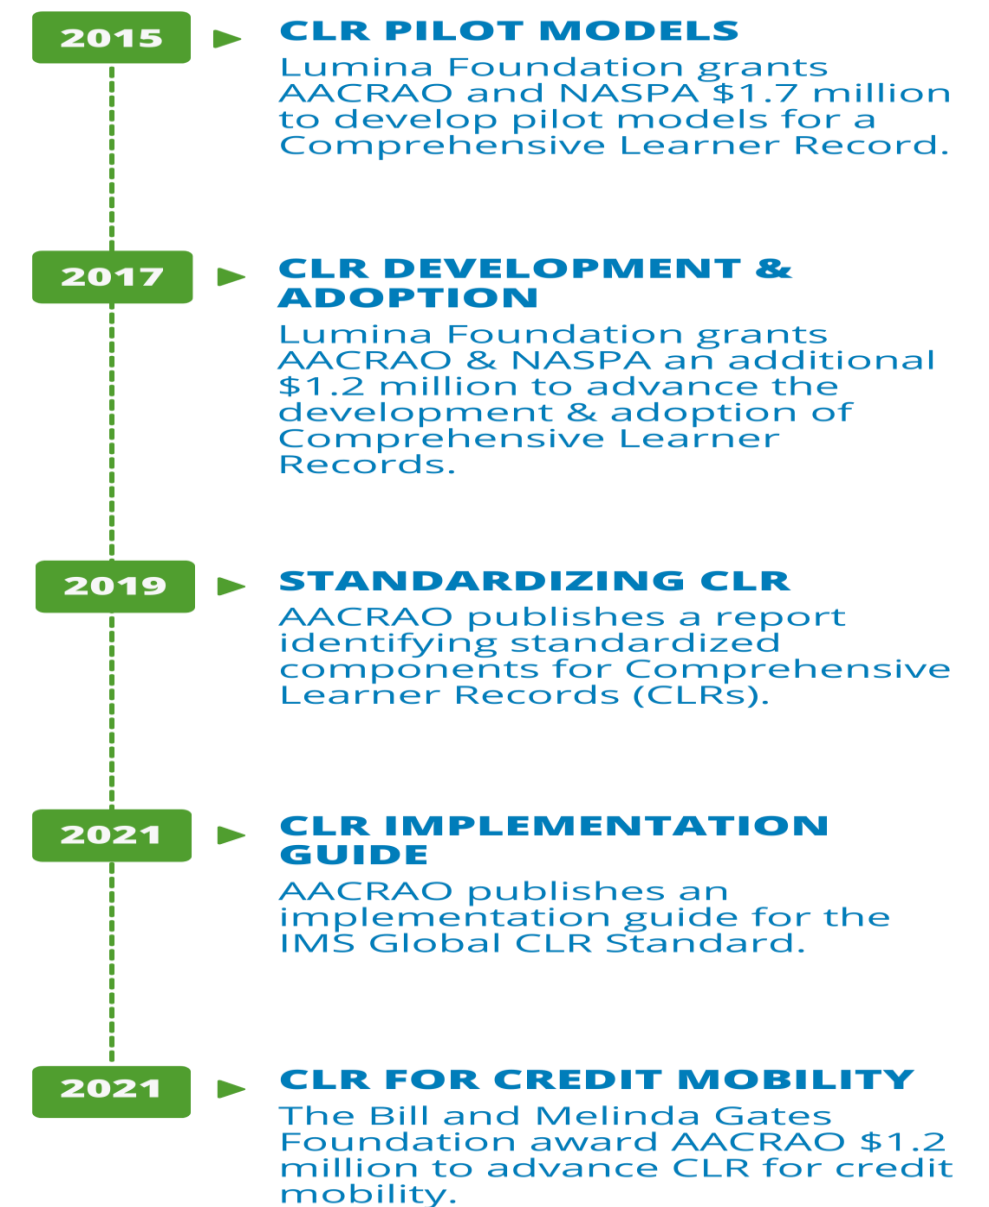 2015
CLR PILOT MODELS
Lumina Foundation grants
AACRAO and NASPA $1.7 million
to develop pilot models for a
Comprehensive Learner Record.
2017
CLR DEVELOPMENT &
ADOPTION
Lumina Foundation grants
AACRAO & NASPA an additional
$1.2 million to advance the
development & adoption of
Comprehensive Learner
Records.
2019
STANDARDIZING CLR
AACRAO publishes a report
identifying standardized
components for Comprehensive
Learner Records (CLRs).
2021
CLR IMPLEMENTATION
GUIDE
AACRAO publishes an
implementation guide for the
IMS Global CLR Standard.
2021
CLR FOR CREDIT MOBILITY
The Bill and Melinda Gates
Foundation award AACRAO $1.2
million to advance CLR for credit
mobility.